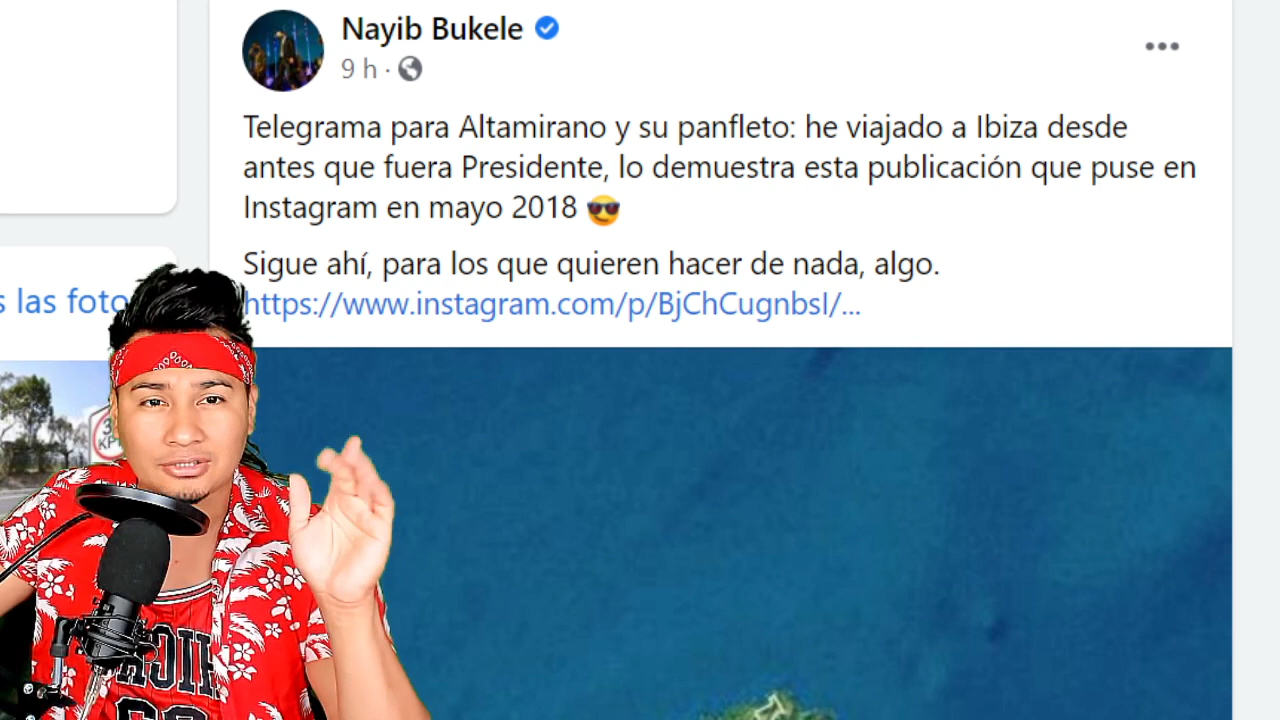 Nayib Bukele
9 h ·
Telegrama para Altamirano y su panfleto: he viajado a Ibiza desde
antes que fuera Presidente, lo demuestra esta publicación que puse en
Instagram en mayo 2018 😎
Sigue ahí, para los que quieren hacer de nada, algo.
https://www.instagram.com/p/BjChCugnbsI/...
s las foto